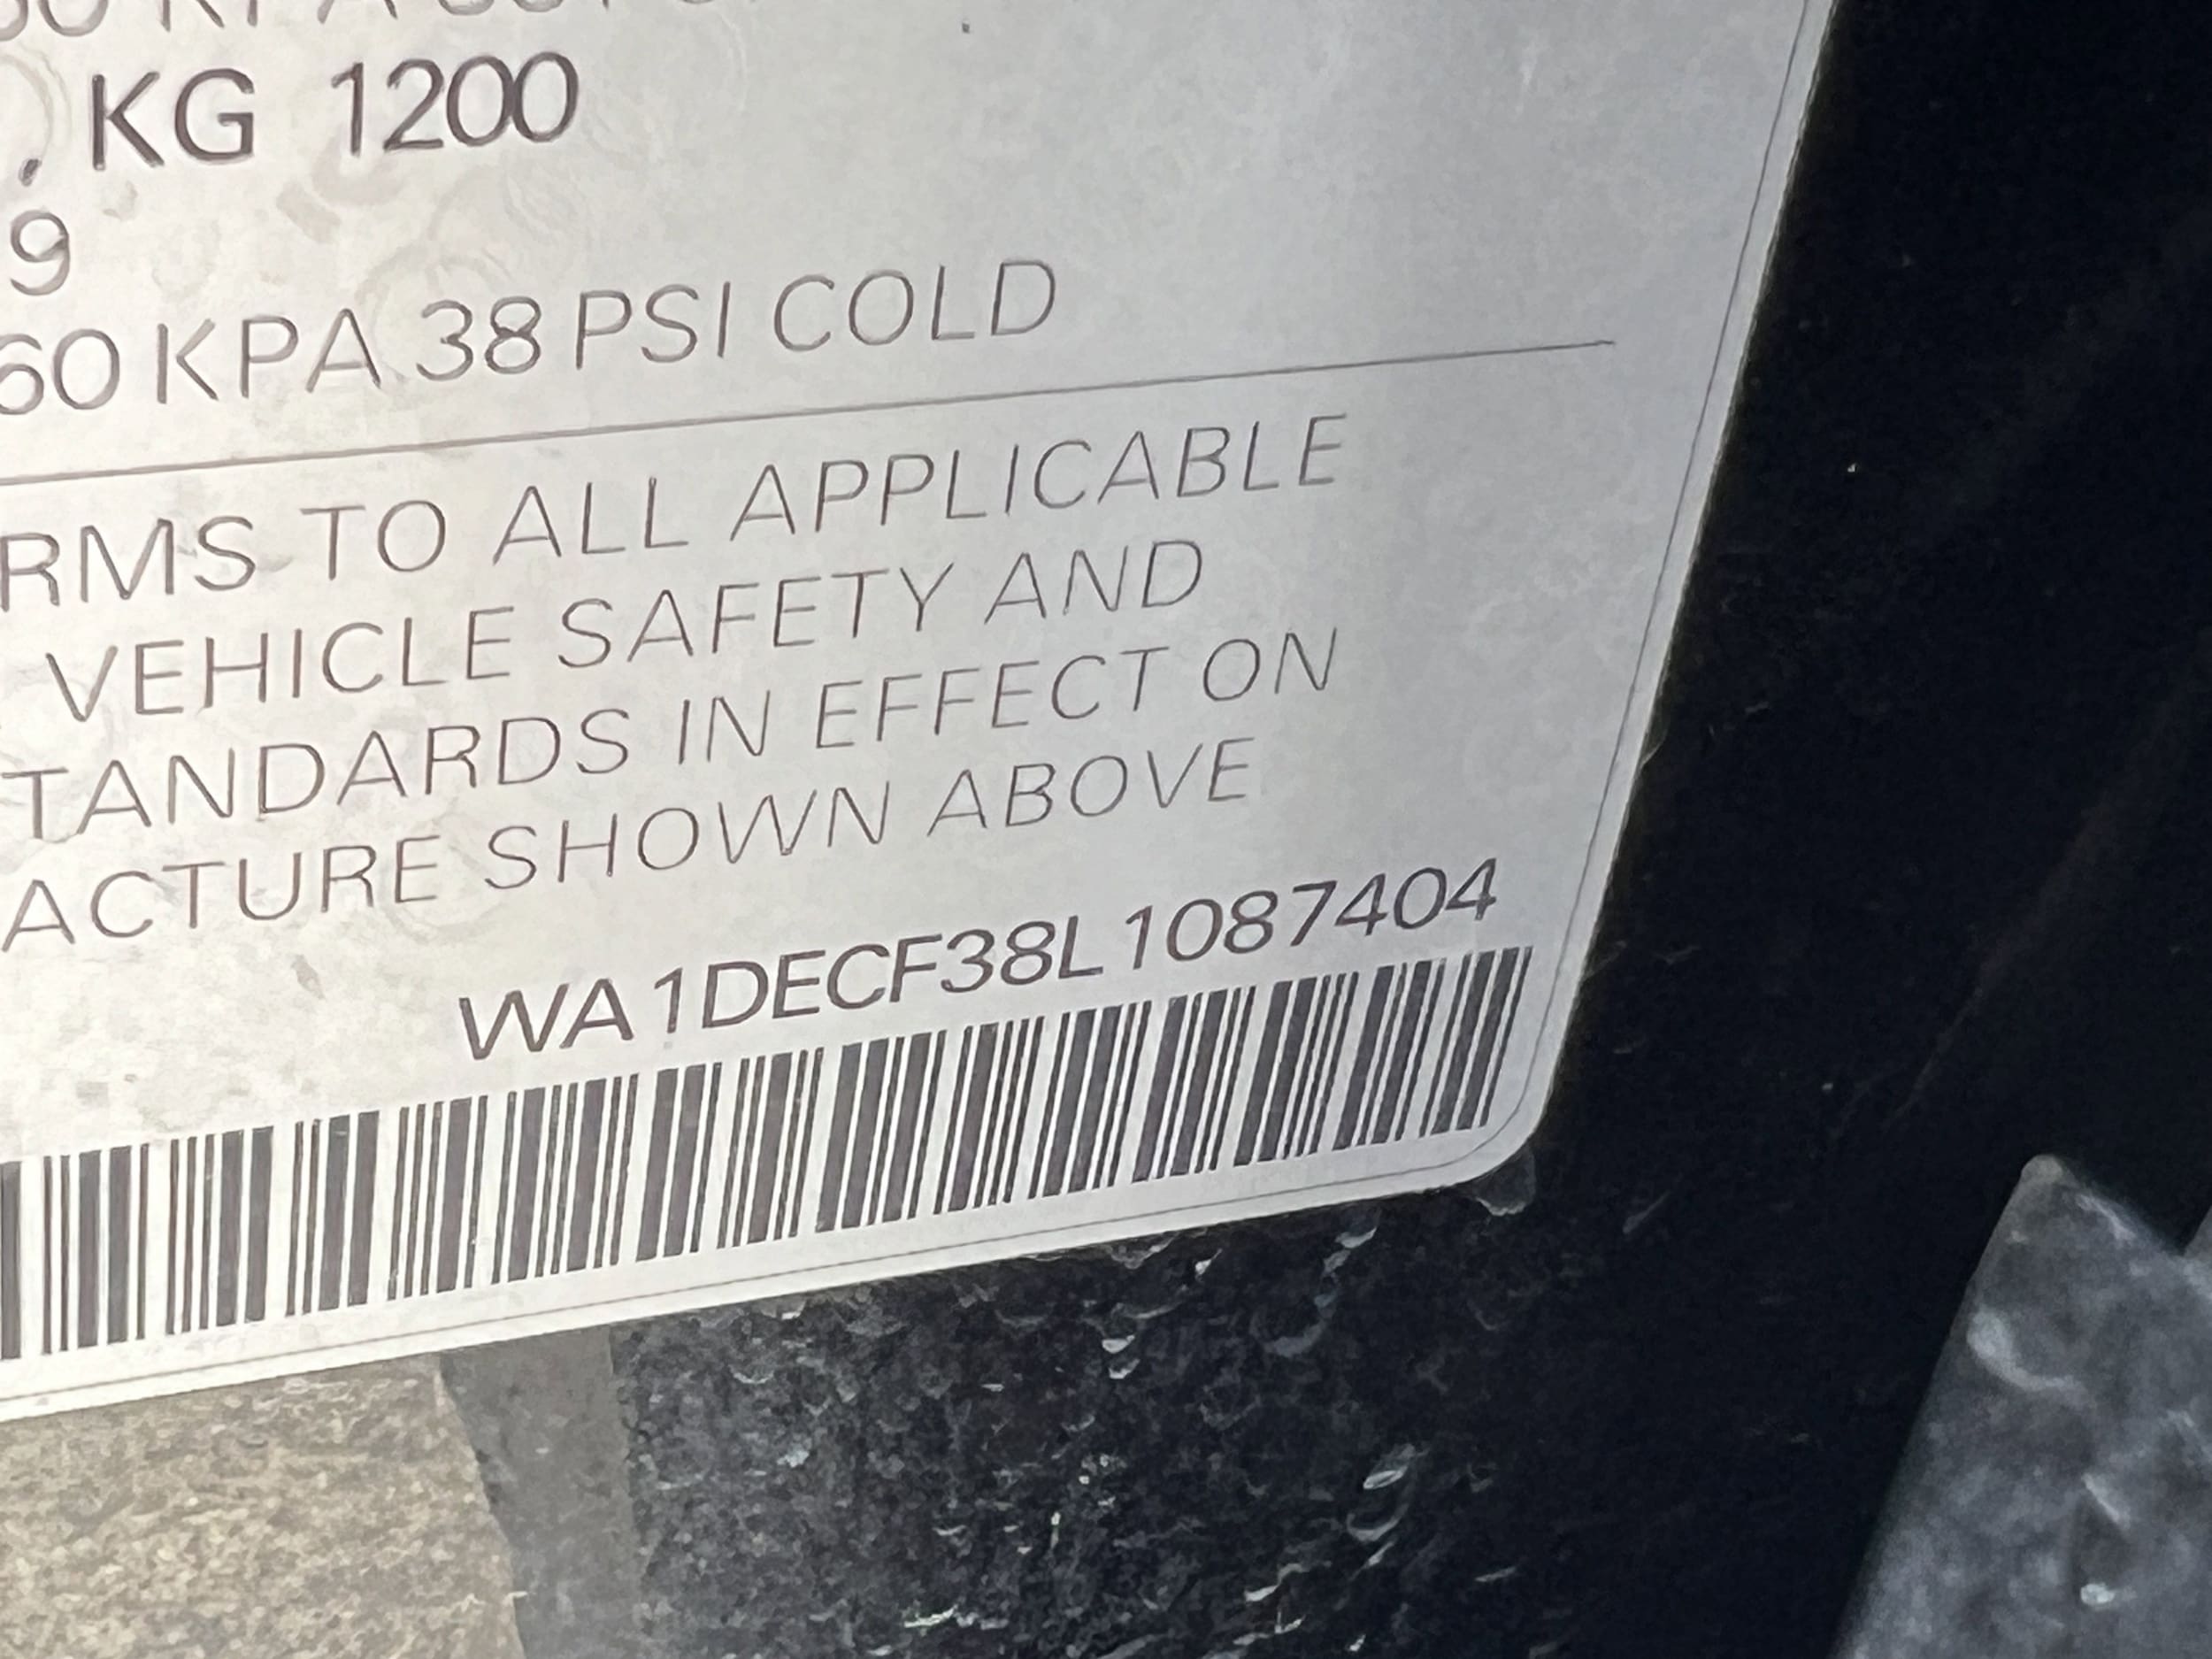 , KG 1200
9
60 KPA 38 PSI COLD
RMS TO ALL APPLICABLE
VEHICLE SAFETY AND
TANDARDS IN EFFECT ON
ACTURE SHOWN ABOVE
WA1DECF38L1087404